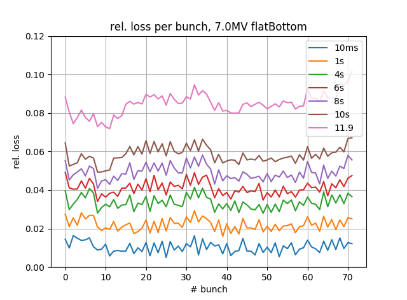 rel. loss per bunch, 7.0MV flatBottom
0.12
0.10
0.08
0.06
0.04
0.02
0.00
rel. loss
10ms
1s
4s
6s
8s
10s
11.9
0 10 20 30 40 50 60 70
# bunch